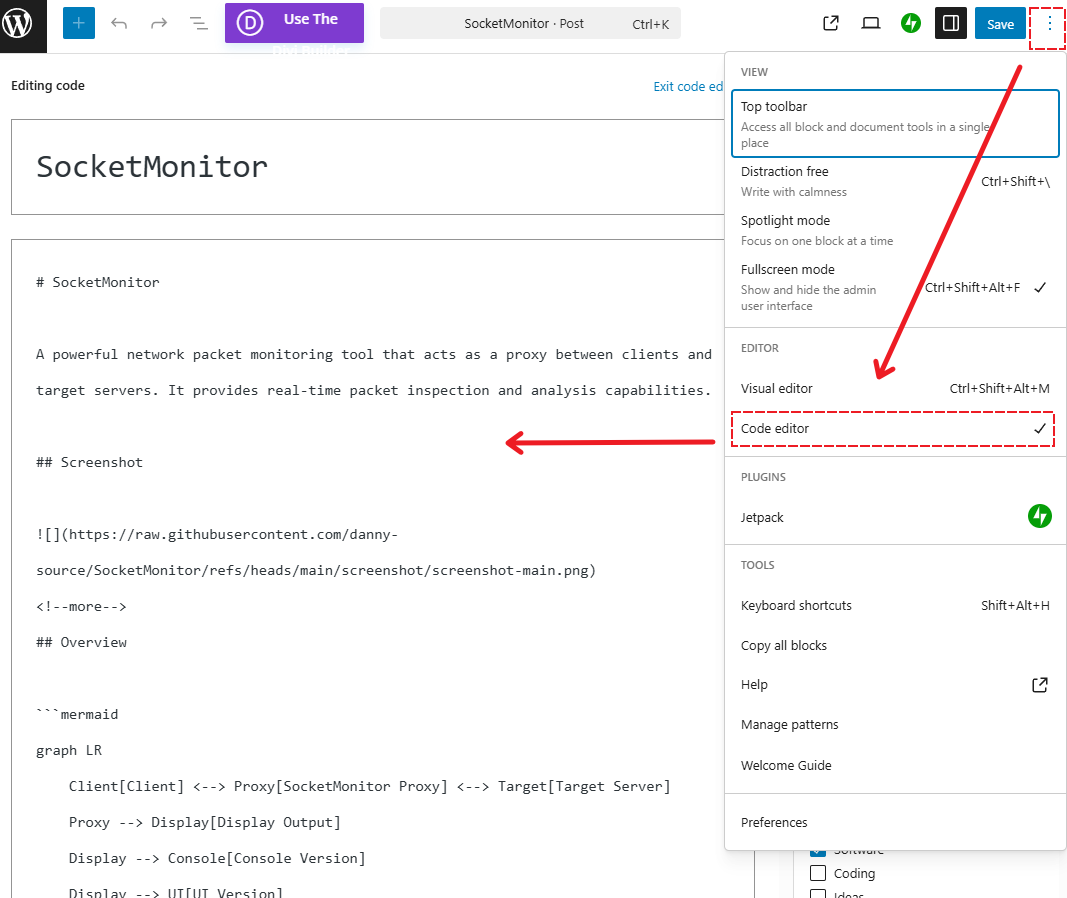 Use The
SocketMonitor · Post
Ctrl+K
Save
Editing code
Exit code ed
SocketMonitor
# SocketMonitor
A powerful network packet monitoring tool that acts as a proxy between clients and
target servers. It provides real-time packet inspection and analysis capabilities.
## Screenshot
![](https://raw.githubusercontent.com/danny-
source/SocketMonitor/refs/heads/main/screenshot/screenshot-main.png)
<!--more-->
## Overview
```mermaid
graph LR
Client[Client] <--> Proxy[SocketMonitor Proxy] <--> Target[Target Server]
Proxy --> Display[Display Output]
Display --> Console[Console Version]
Display --> UI[UI Version]
VIEW
Top toolbar
Access all block and document tools in a single
place
Distraction free
Ctrl+Shift+\
Write with calmness
Spotlight mode
Focus on one block at a time
Fullscreen mode
Ctrl+Shift+Alt+F
Show and hide the admin
user interface
EDITOR
Visual editor
Ctrl+Shift+Alt+M
Code editor
PLUGINS
Jetpack
TOOLS
Keyboard shortcuts
Shift+Alt+H
Copy all blocks
Help
Manage patterns
Welcome Guide
Preferences
Software
Coding
Ideas